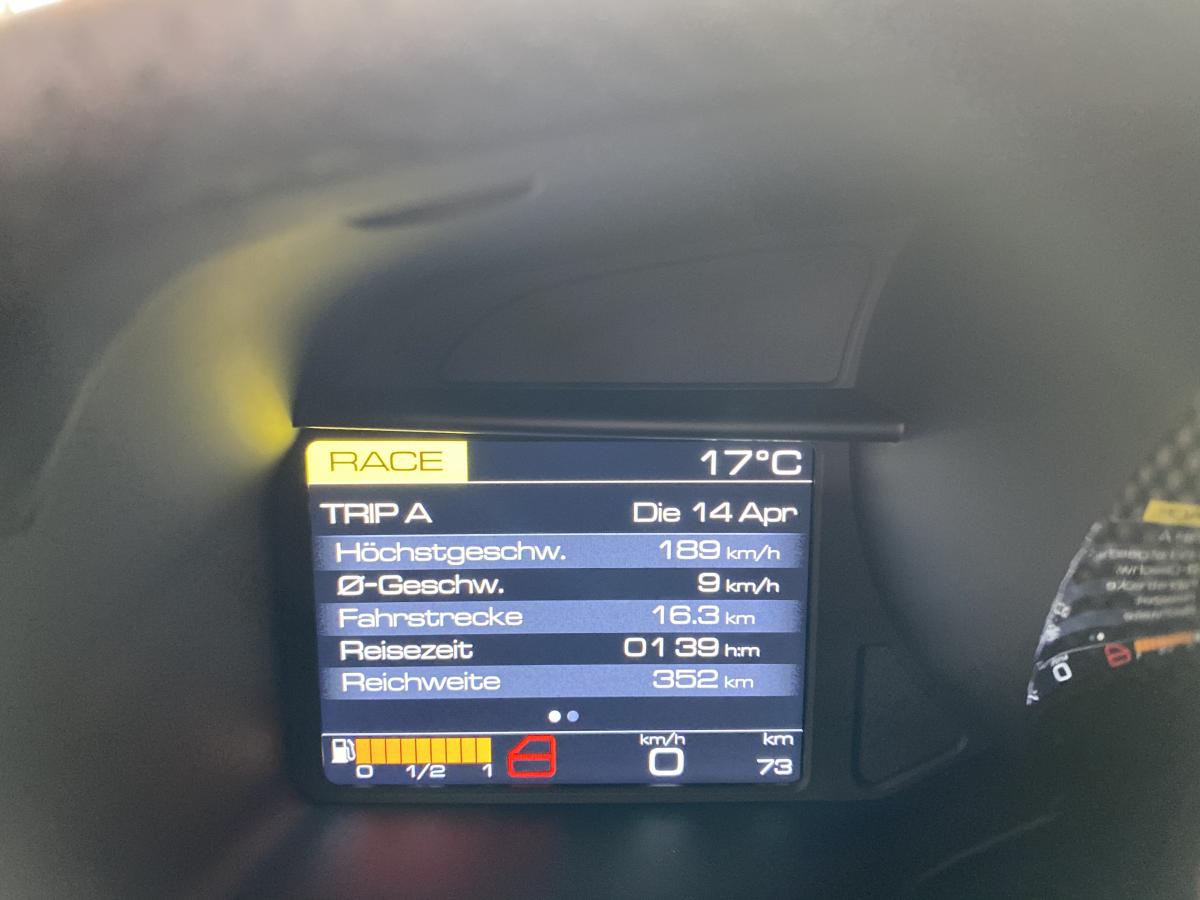 RACE 17°C
TRIP A Die 14 Apr
Höchstgeschw. 189 km/h
Ø-Geschw. 9 km/h
Fahrstrecke 16.3 km
Reisezeit 01 39 h:m
Reichweite 352 km
km/h km
0 1/2 1 0 73